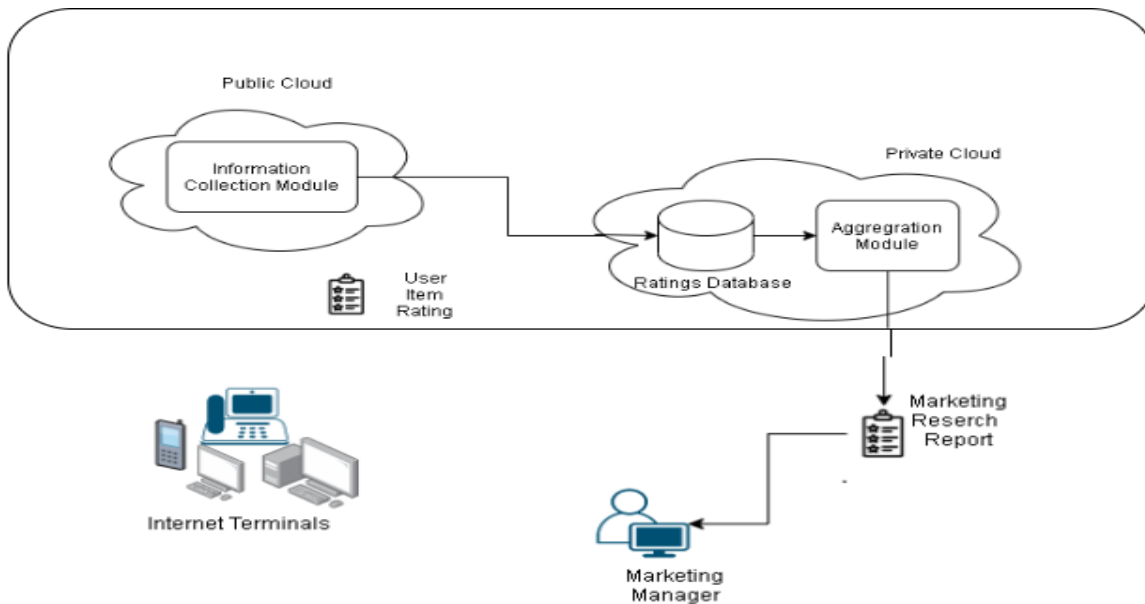 Public Cloud
Information
Collection Module
Private Cloud
Aggregration
Module
Ratings Database
User
Item
Rating
Marketing
Reserch
Report
Internet Terminals
Marketing
Manager